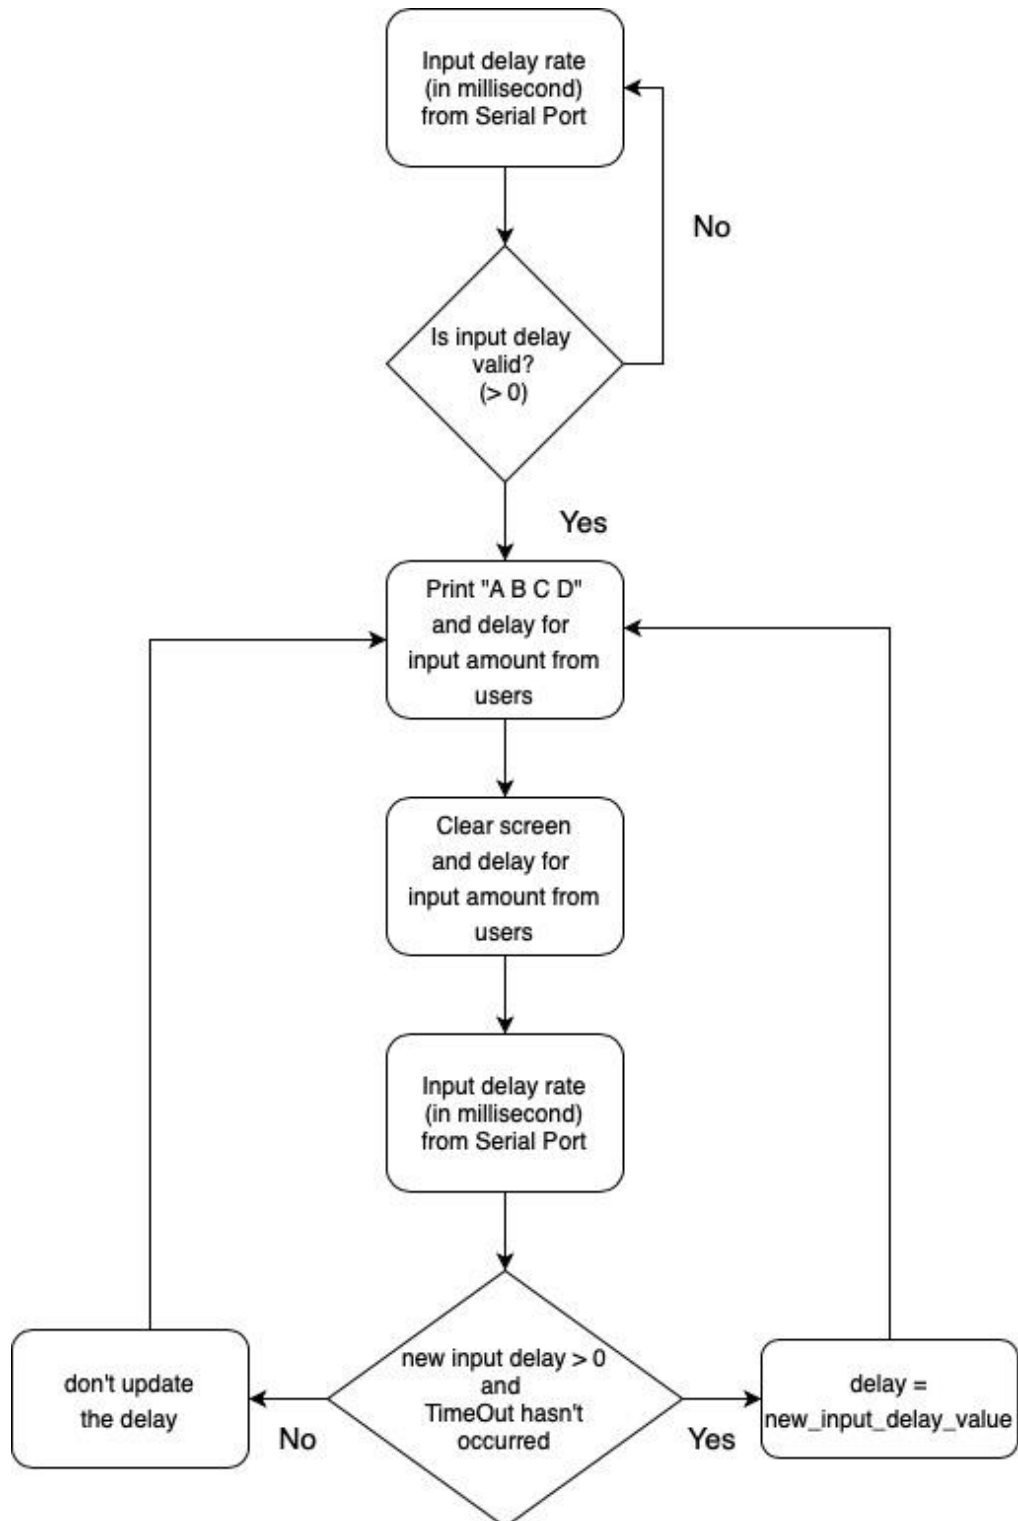 Input delay rate
(in millisecond)
from Serial Port
No
Is input delay
valid?
(> 0)
Yes
Print "A B C D"
and delay for
input amount from
users
Clear screen
and delay for
input amount from
users
Input delay rate
(in millisecond)
from Serial Port
new input delay > 0
and
TimeOut hasn't
occurred
don't update
the delay
No
Yes
delay =
new_input_delay_value